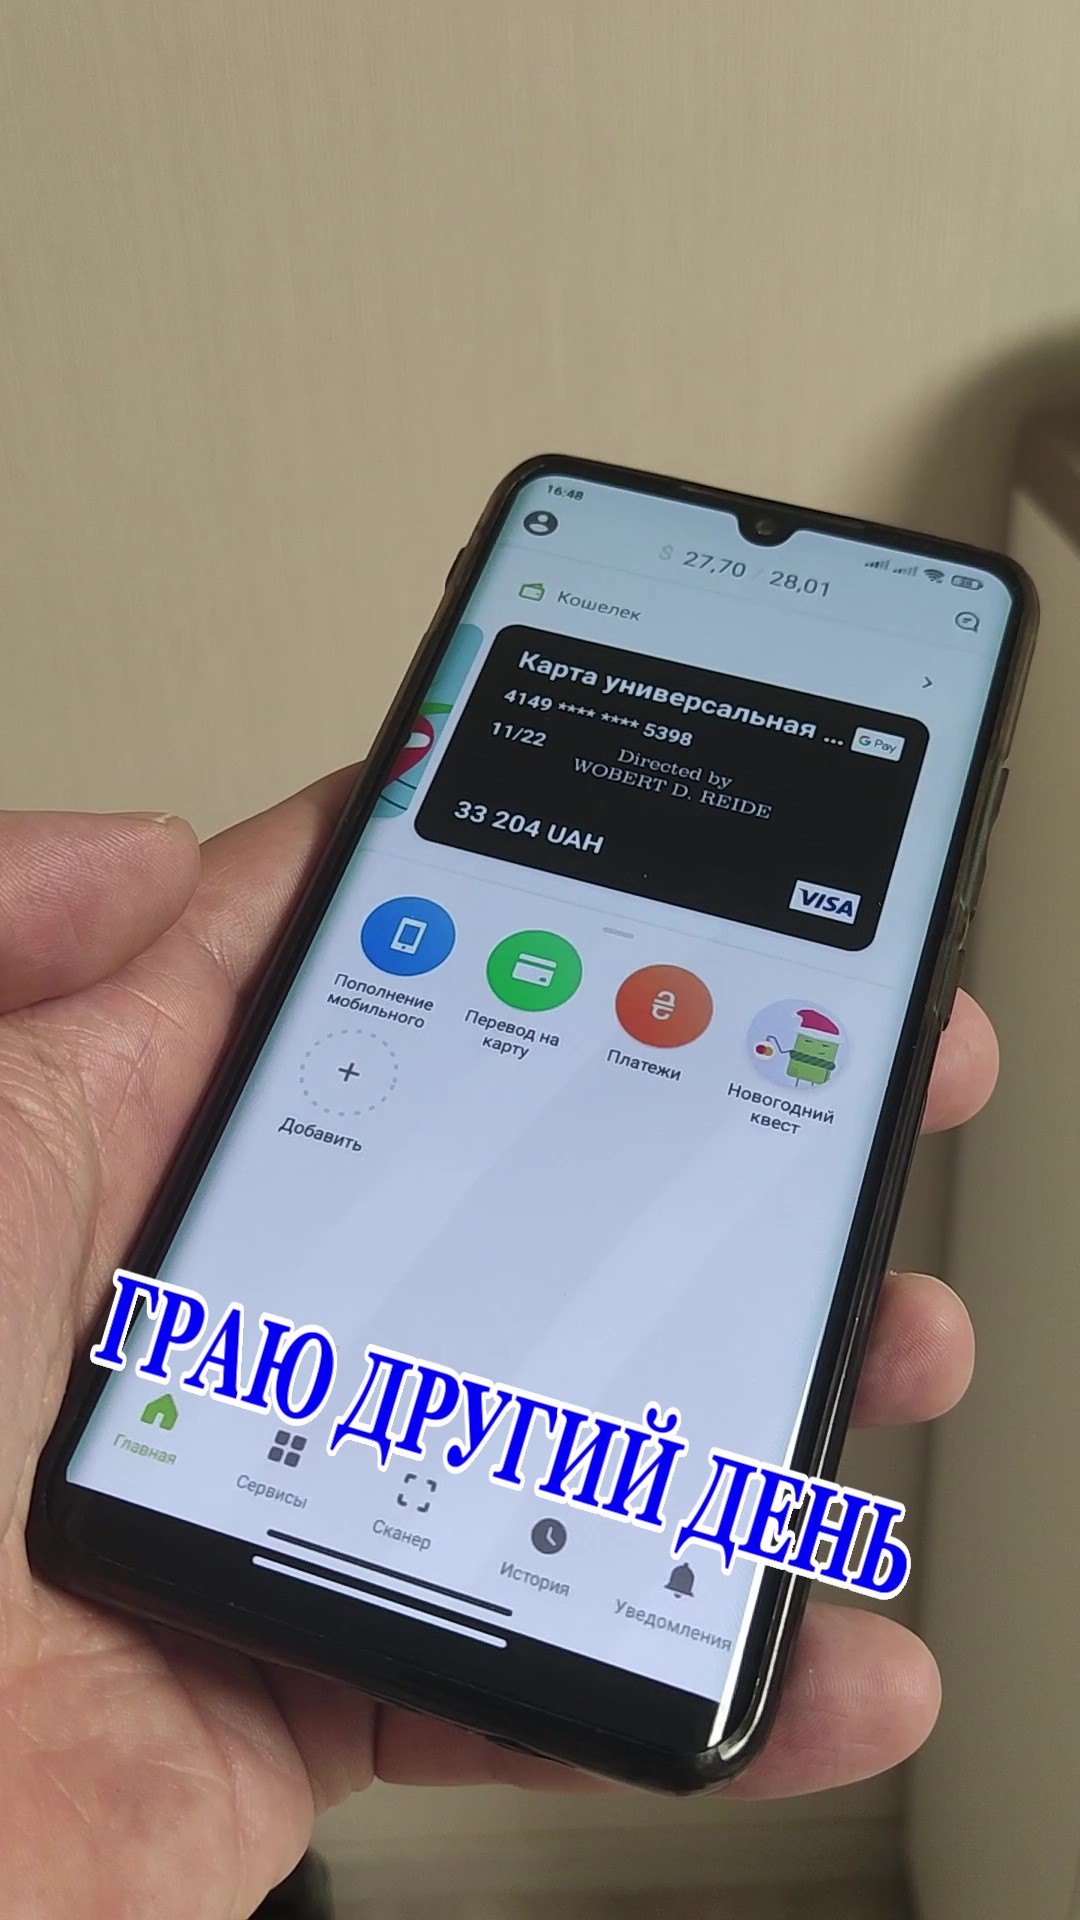 16:48
$ 27,70 / 28,01
Кошелек
Карта универсальная ...
G Pay
4149 **** **** 5398
11/22
Directed by
WOBERT D. REIDE
33 204 UAH
VISA
Пополнение
мобильного
Перевод на
карту
Платежи
Новогодний
квест
Добавить
ГРАЮ ДРУГИЙ ДЕНЬ
Главная
Сервисы
Сканер
История
Уведомления